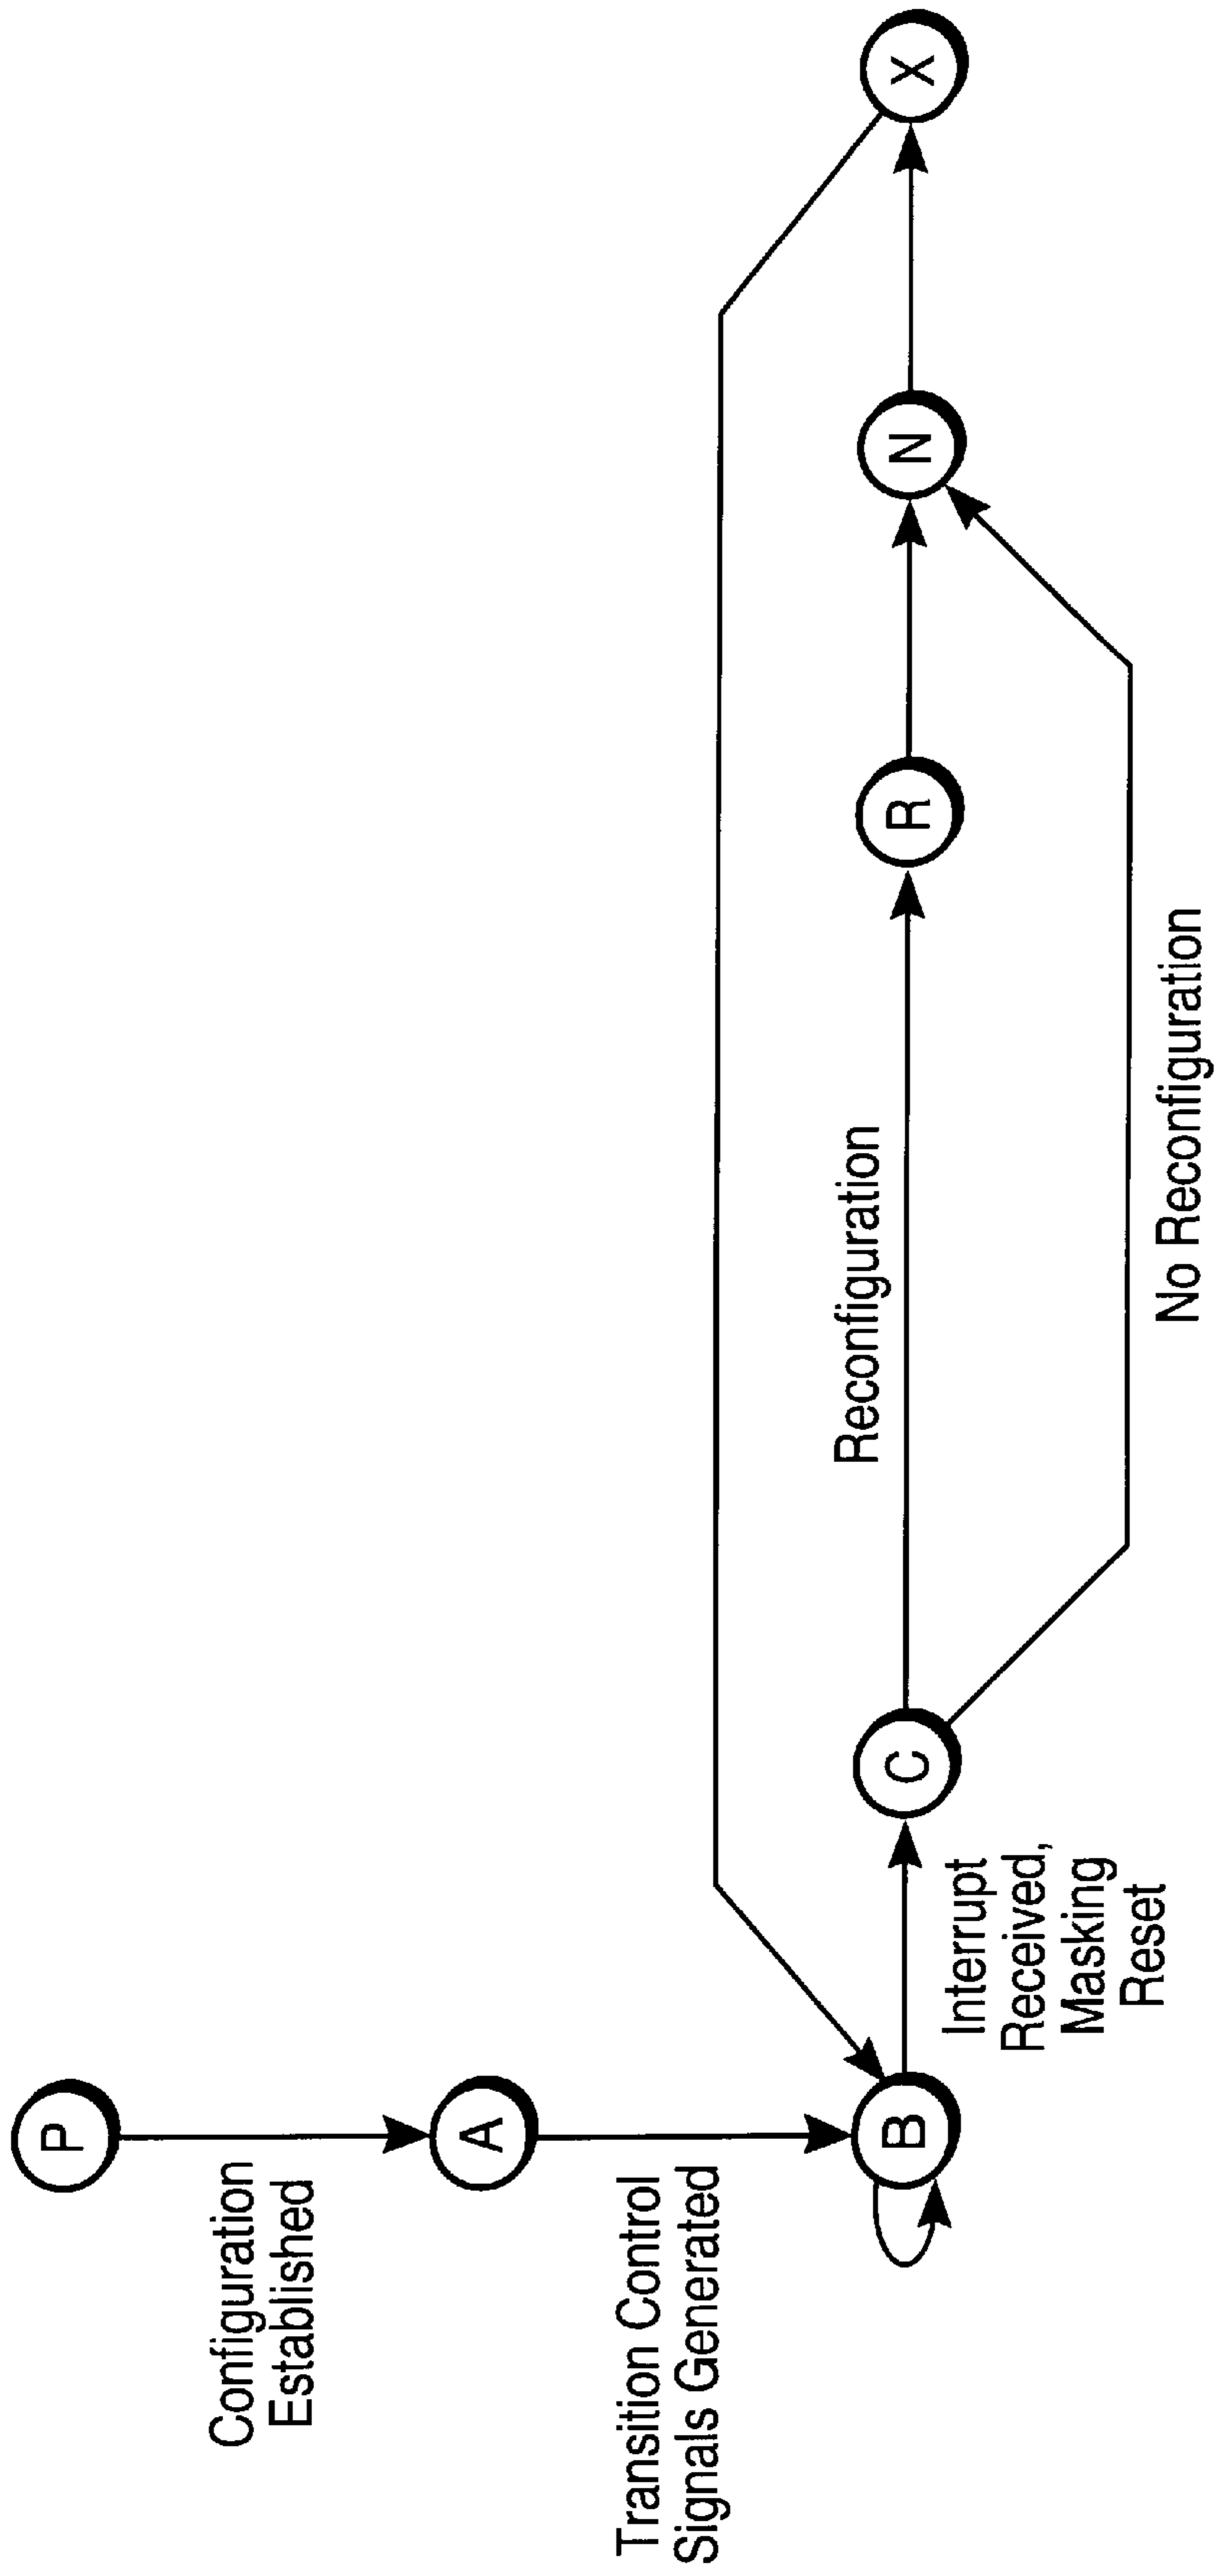 P
Configuration
Established
A
Transition Control
Signals Generated
B
Interrupt
Received,
Masking
Reset
C
Reconfiguration
No Reconfiguration
R
N
X